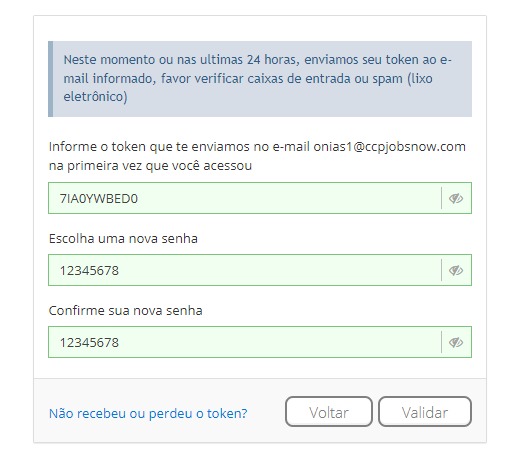 Neste momento ou nas ultimas 24 horas, enviamos seu token ao e-
mail informado, favor verificar caixas de entrada ou spam (lixo
eletrônico)
Informe o token que te enviamos no e-mail onias1@ccpjobsnow.com
na primeira vez que você acessou
7IA0YWBED0
Escolha uma nova senha
12345678
Confirme sua nova senha
12345678
Não recebeu ou perdeu o token?
Voltar
Validar